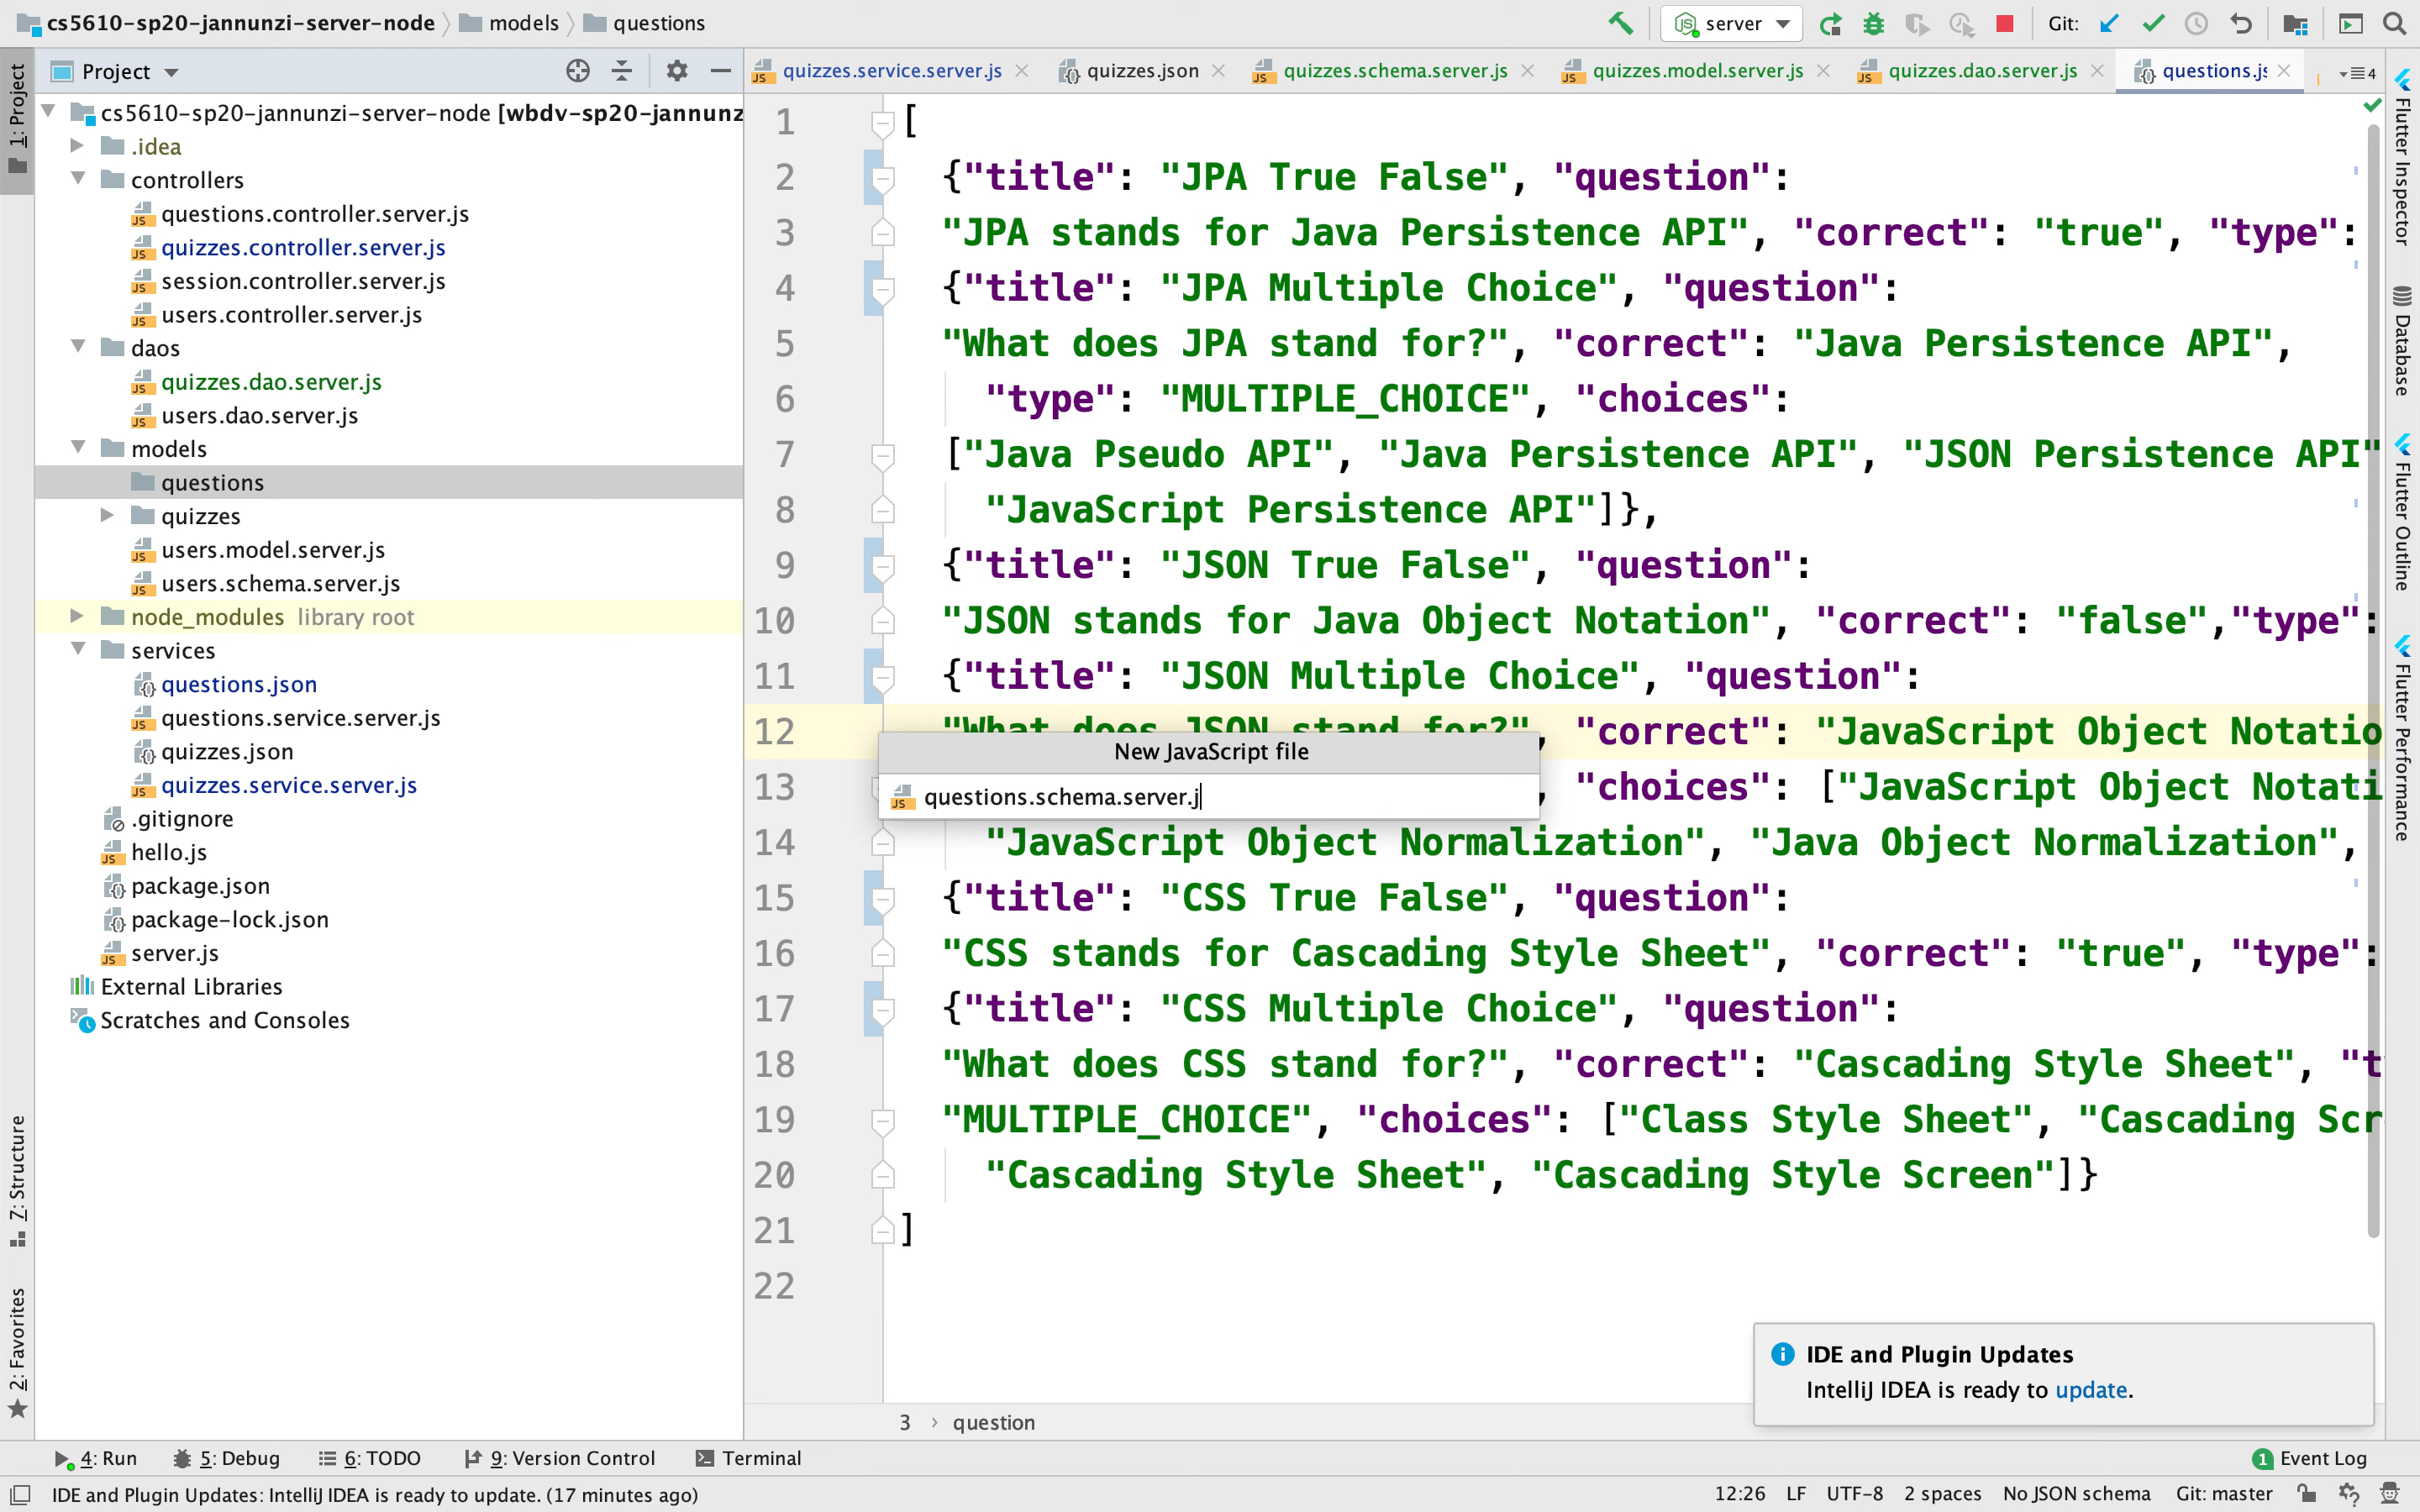 cs5610-sp20-jannunzi-server-node models questions
server Git:
Project
quizzes.service.server.js quizzes.json quizzes.schema.server.js quizzes.model.server.js quizzes.dao.server.js questions.js 4
cs5610-sp20-jannunzi-server-node [wbdv-sp20-jannunz
.idea
controllers
questions.controller.server.js
quizzes.controller.server.js
session.controller.server.js
users.controller.server.js
daos
quizzes.dao.server.js
users.dao.server.js
models
questions
quizzes
users.model.server.js
users.schema.server.js
node_modules library root
services
questions.json
questions.service.server.js
quizzes.json
quizzes.service.server.js
.gitignore
hello.js
package.json
package-lock.json
server.js
External Libraries
Scratches and Consoles
1: Project
7: Structure
2: Favorites
1 [
2 {"title": "JPA True False", "question":
3 "JPA stands for Java Persistence API", "correct": "true", "type":
4 {"title": "JPA Multiple Choice", "question":
5 "What does JPA stand for?", "correct": "Java Persistence API",
6 "type": "MULTIPLE_CHOICE", "choices":
7 ["Java Pseudo API", "Java Persistence API", "JSON Persistence API"
8 "JavaScript Persistence API"]},
9 {"title": "JSON True False", "question":
10 "JSON stands for Java Object Notation", "correct": "false","type":
11 {"title": "JSON Multiple Choice", "question":
12 "What does JSON stand for?", "correct": "JavaScript Object Notatio
New JavaScript file
13 , "choices": ["JavaScript Object Notati
questions.schema.server.j
14 "JavaScript Object Normalization", "Java Object Normalization",
15 {"title": "CSS True False", "question":
16 "CSS stands for Cascading Style Sheet", "correct": "true", "type":
17 {"title": "CSS Multiple Choice", "question":
18 "What does CSS stand for?", "correct": "Cascading Style Sheet", "t
19 "MULTIPLE_CHOICE", "choices": ["Class Style Sheet", "Cascading Scr
20 "Cascading Style Sheet", "Cascading Style Screen"]}
21 ]
22
Flutter Inspector
Database
Flutter Outline
Flutter Performance
IDE and Plugin Updates
IntelliJ IDEA is ready to update.
3 › question
4: Run 5: Debug 6: TODO 9: Version Control Terminal 1 Event Log
IDE and Plugin Updates: IntelliJ IDEA is ready to update. (17 minutes ago) 12:26 LF UTF-8 2 spaces No JSON schema Git: master